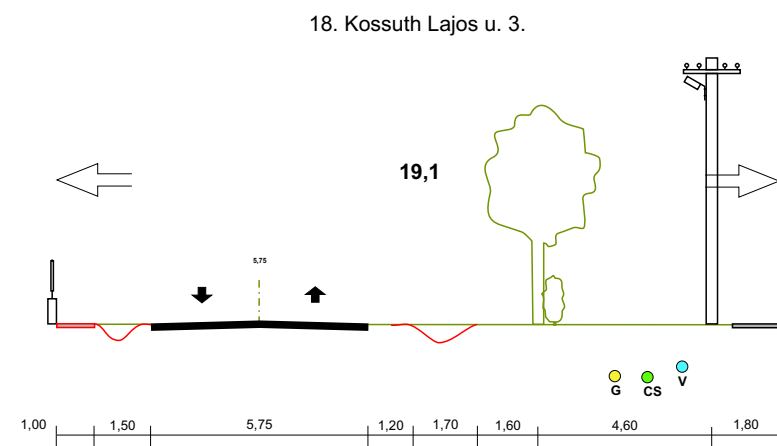 18. Kossuth Lajos u. 3.
19,1
5,75
G
CS
V
1,00 1,50 5,75 1,20 1,70 1,60 4,60 1,80